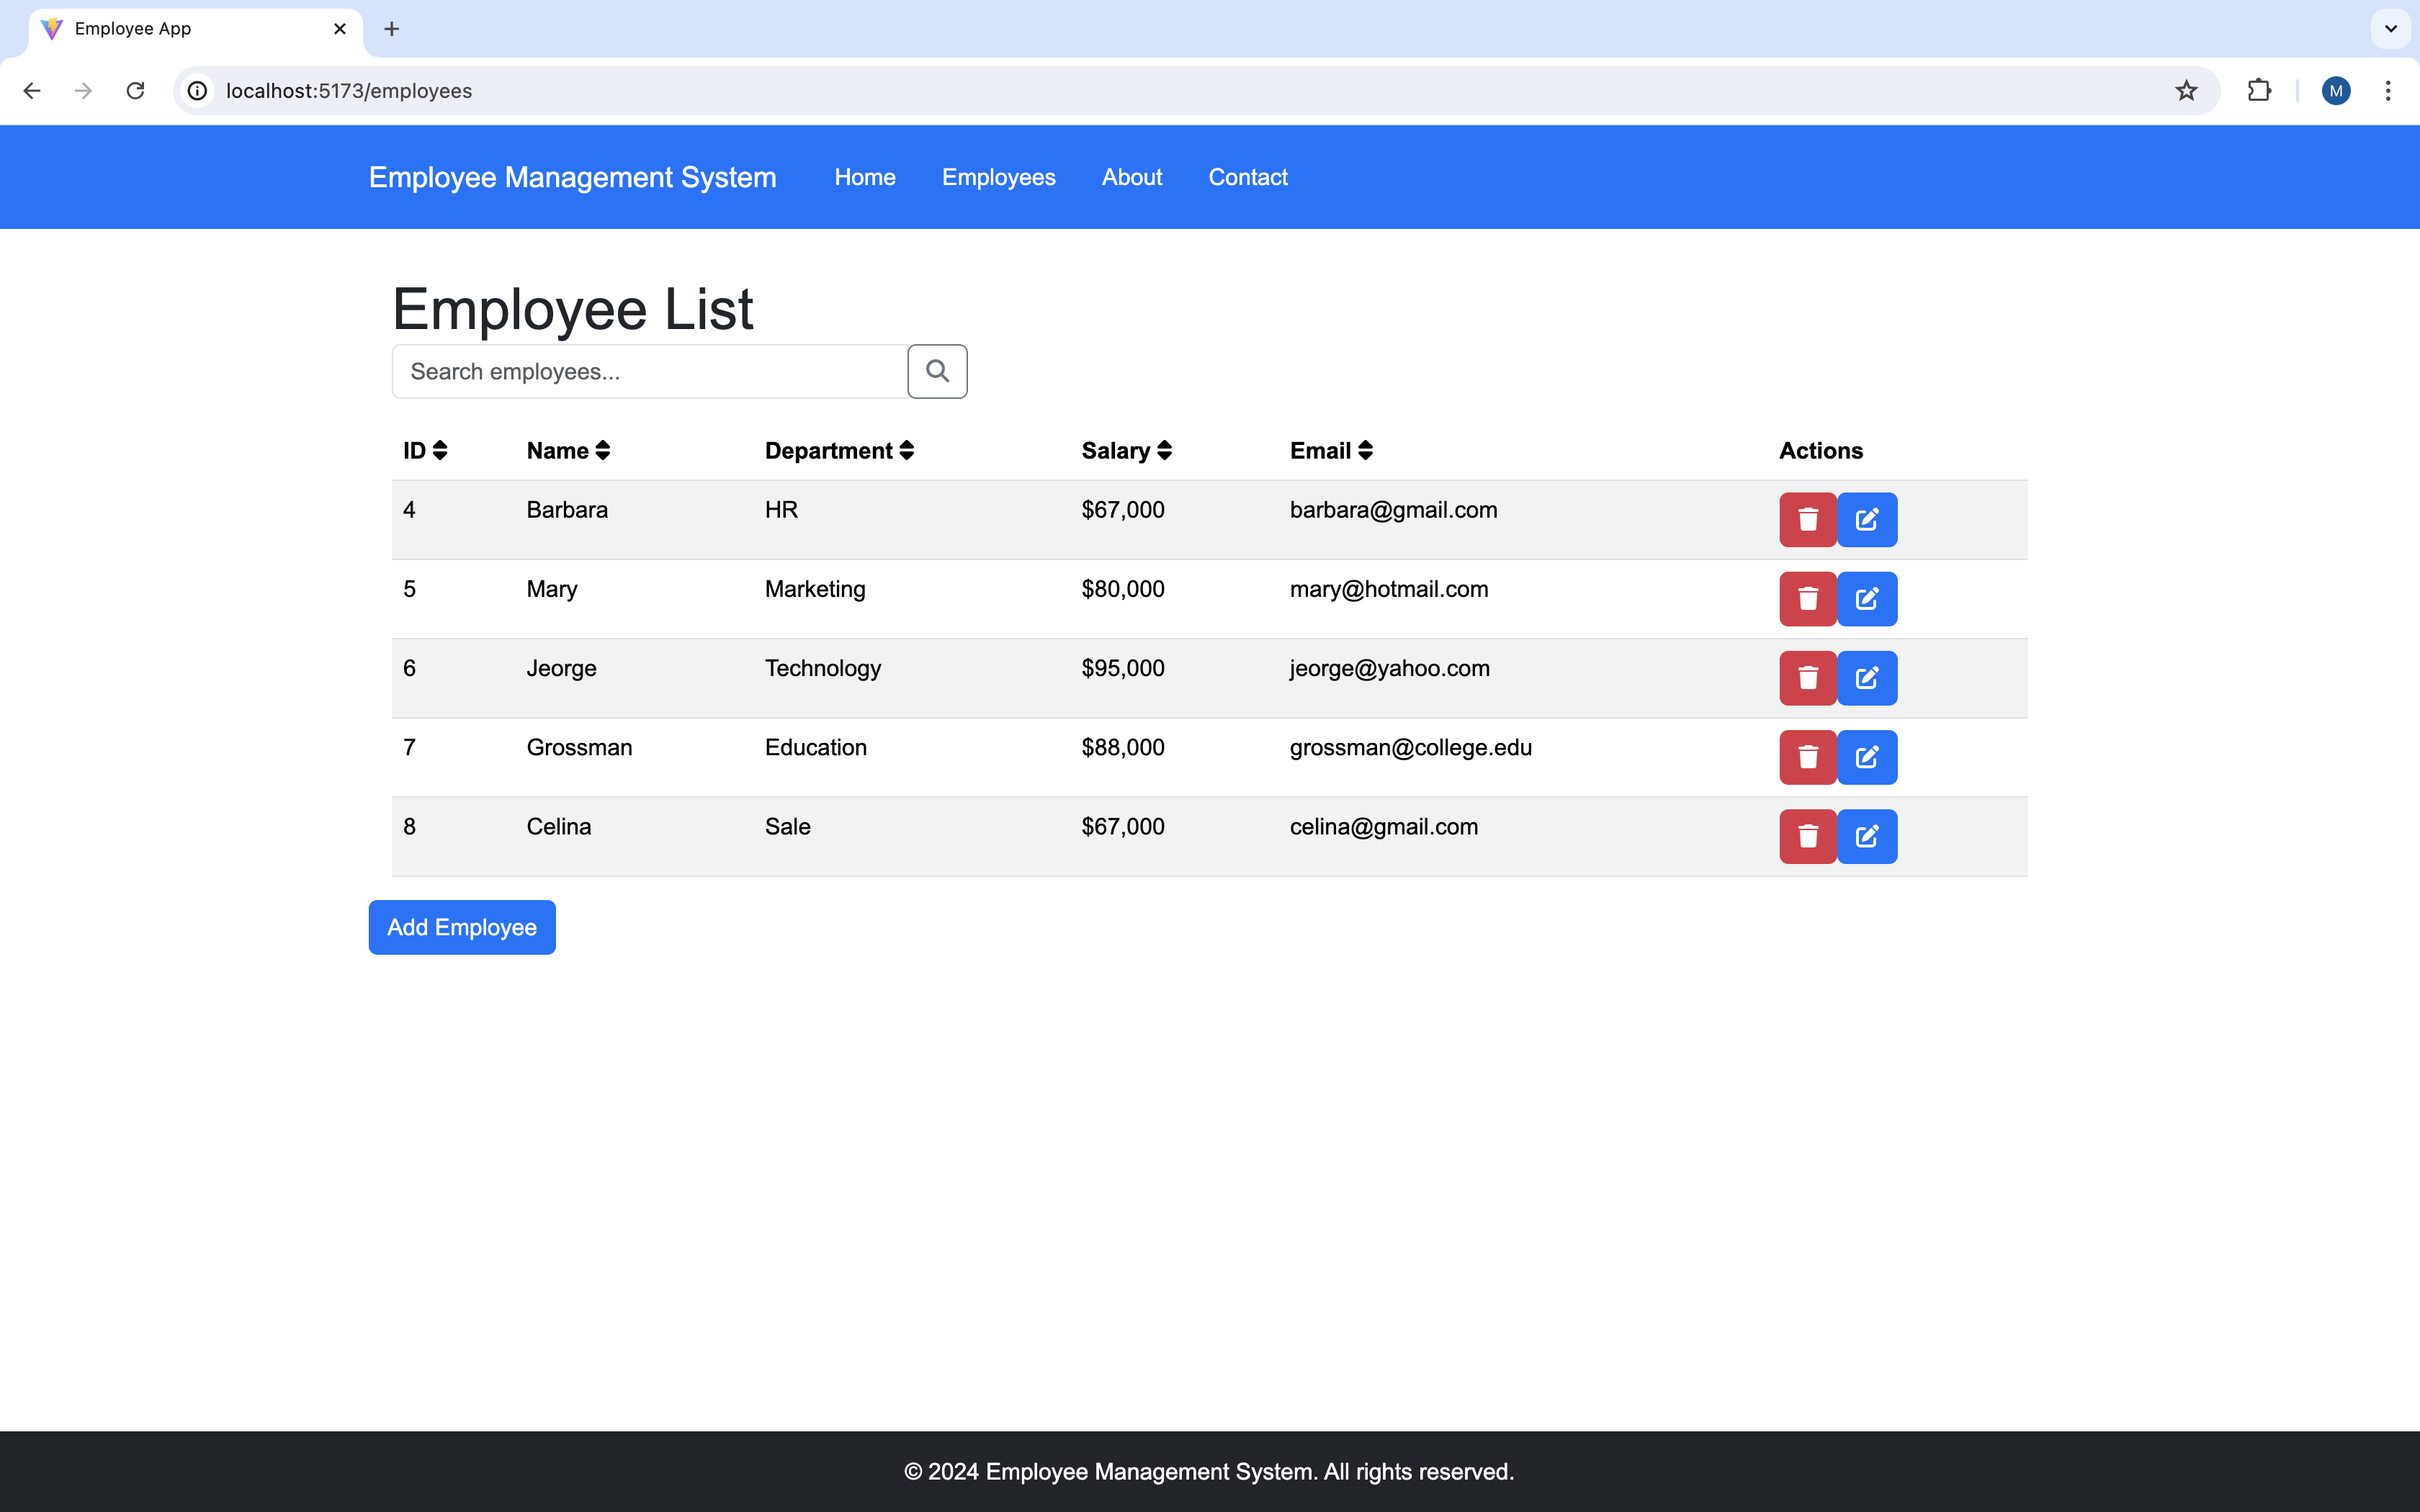 Employee App
localhost:5173/employees
M
Employee Management System Home Employees About Contact
Employee List
Search employees...
ID Name Department Salary Email Actions
4 Barbara HR $67,000 barbara@gmail.com
5 Mary Marketing $80,000 mary@hotmail.com
6 Jeorge Technology $95,000 jeorge@yahoo.com
7 Grossman Education $88,000 grossman@college.edu
8 Celina Sale $67,000 celina@gmail.com
Add Employee
© 2024 Employee Management System. All rights reserved.